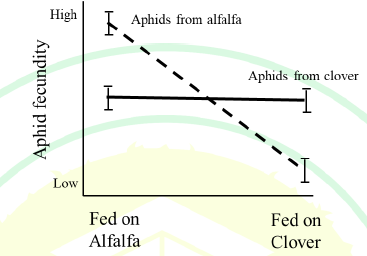 High
Aphids from alfalfa
Aphids from clover
Aphid fecundity
Low
Fed on
Alfalfa
Fed on
Clover